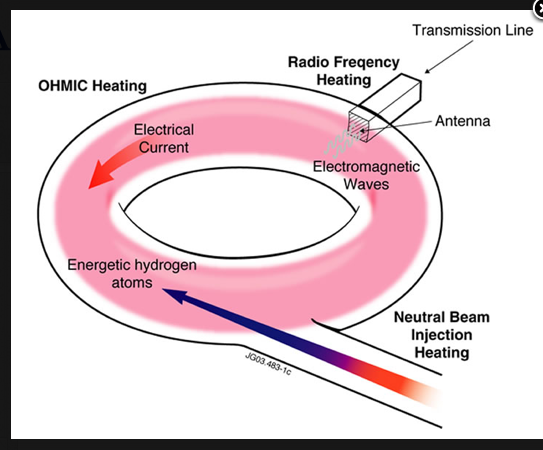 Transmission Line
Radio Freqency
Heating
OHMIC Heating
Antenna
Electrical
Current
Electromagnetic
Waves
Energetic hydrogen
atoms
Neutral Beam
Injection
Heating
JG03.483-1c